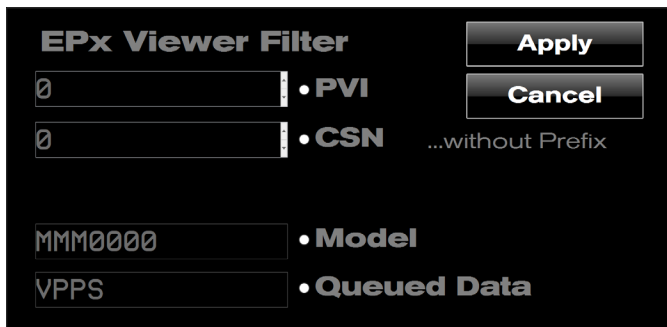 EPx Viewer Filter
Apply
0
PVI
Cancel
0
CSN
...without Prefix
MMM0000
Model
VPPS
Queued Data